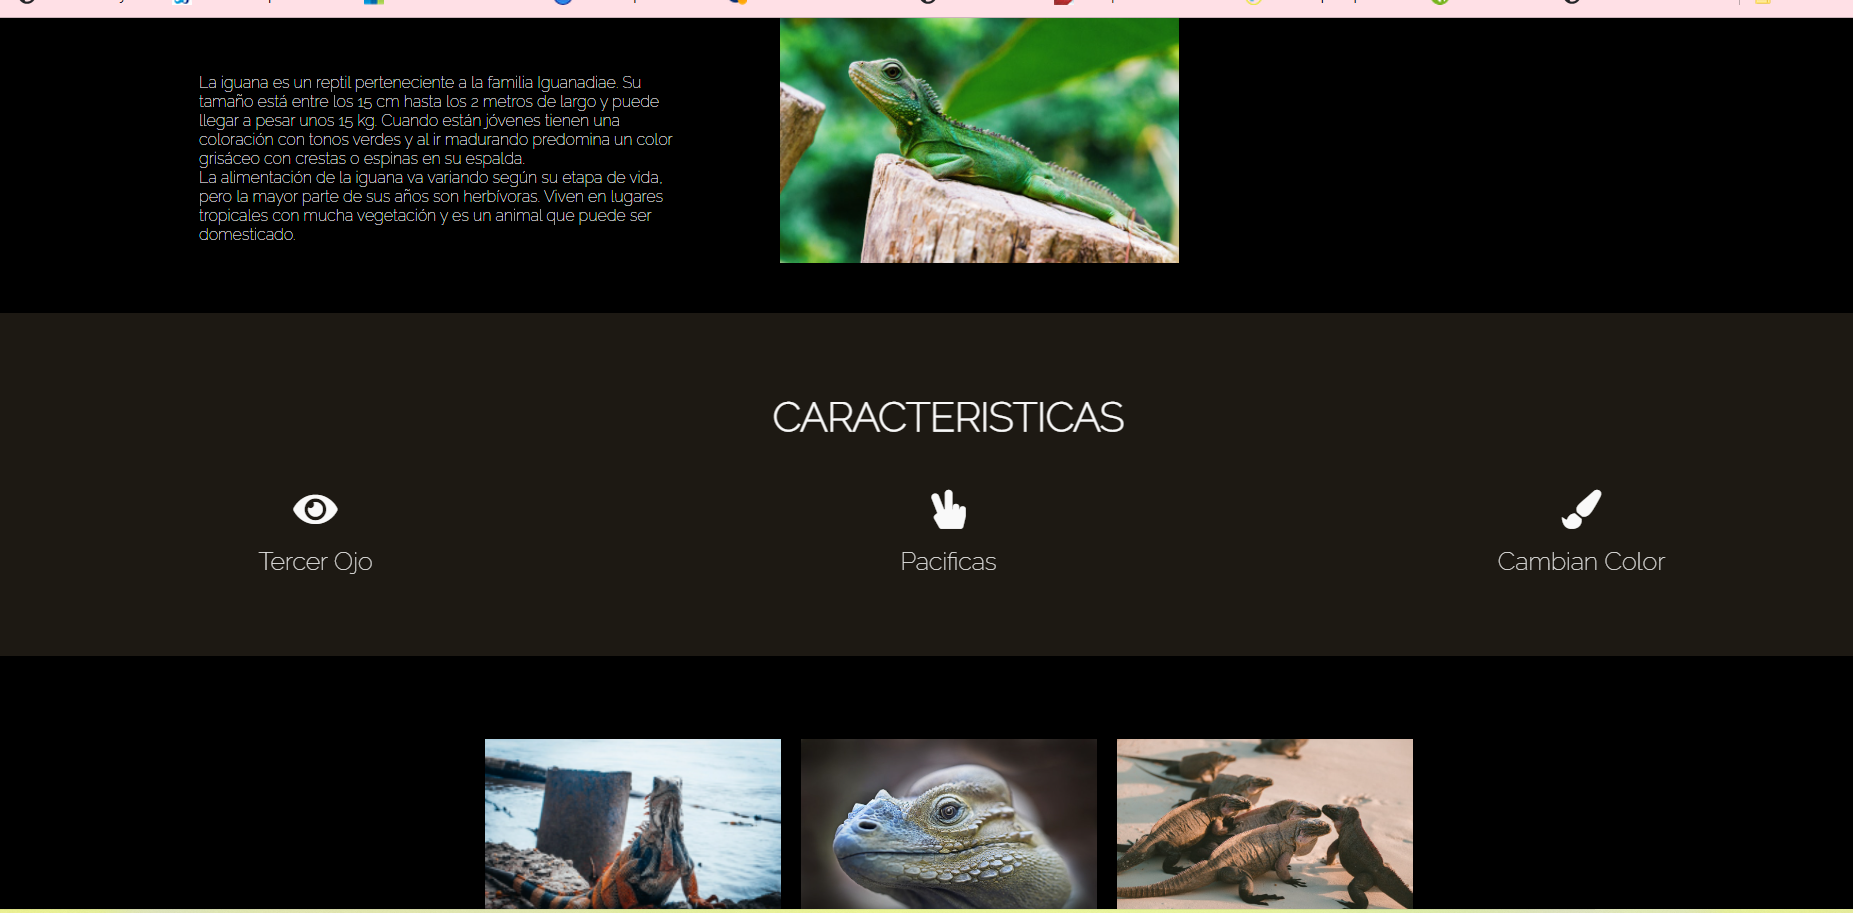 La iguana es un reptil perteneciente a la familia Iguanadiae. Su
tamaño está entre los 15 cm hasta los 2 metros de largo y puede
llegar a pesar unos 15 kg. Cuando están jóvenes tienen una
coloración con tonos verdes y al ir madurando predomina un color
grisáceo con crestas o espinas en su espalda.
La alimentación de la iguana va variando según su etapa de vida,
pero la mayor parte de sus años son herbívoras. Viven en lugares
tropicales con mucha vegetación y es un animal que puede ser
domesticado.
CARACTERISTICAS
Tercer Ojo
Pacificas
Cambian Color